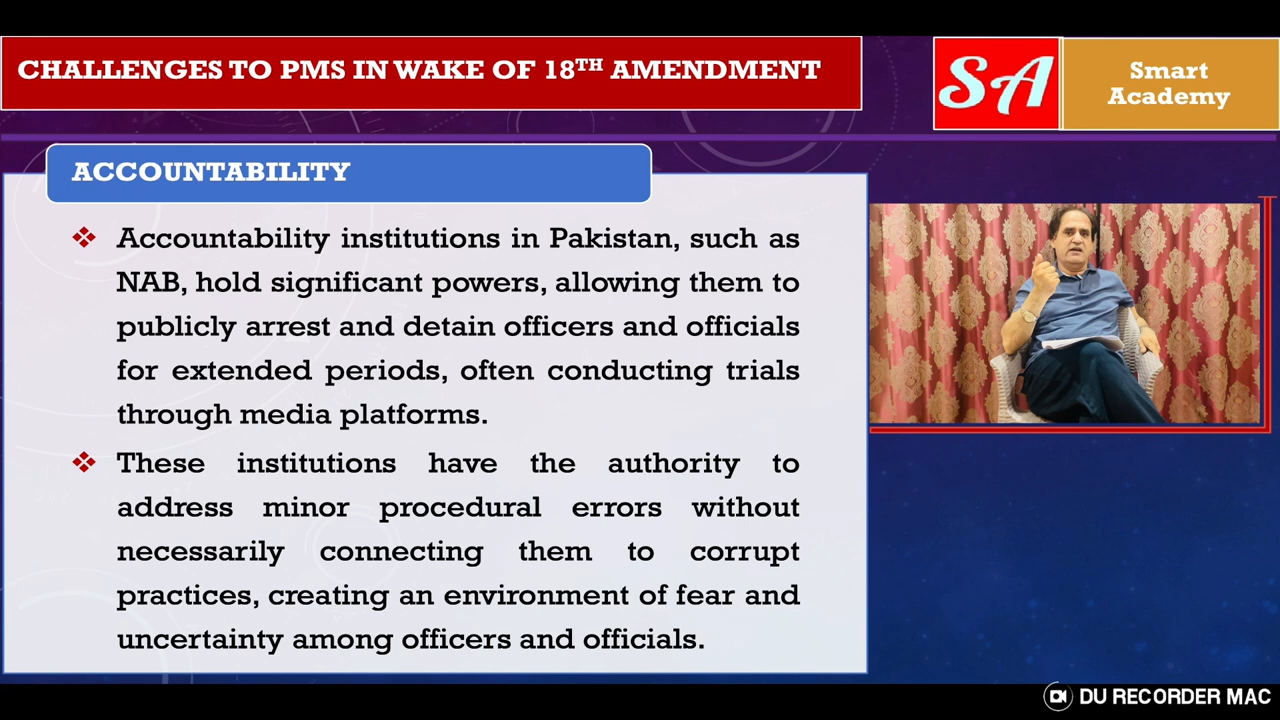 CHALLENGES TO PMS IN WAKE OF 18TH AMENDMENT
SA
Smart
Academy
ACCOUNTABILITY
❖ Accountability institutions in Pakistan, such as
NAB, hold significant powers, allowing them to
publicly arrest and detain officers and officials
for extended periods, often conducting trials
through media platforms.
❖ These institutions have the authority to
address minor procedural errors without
necessarily connecting them to corrupt
practices, creating an environment of fear and
uncertainty among officers and officials.
DU RECORDER MAC